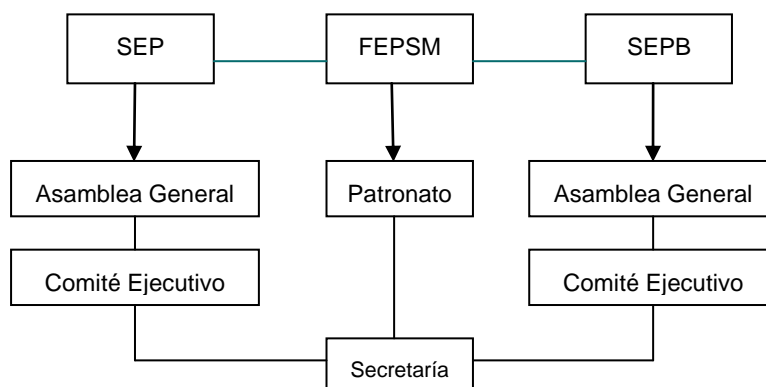 SEP
FEPSM
SEPB
Asamblea General
Patronato
Asamblea General
Comité Ejecutivo
Comité Ejecutivo
Secretaría